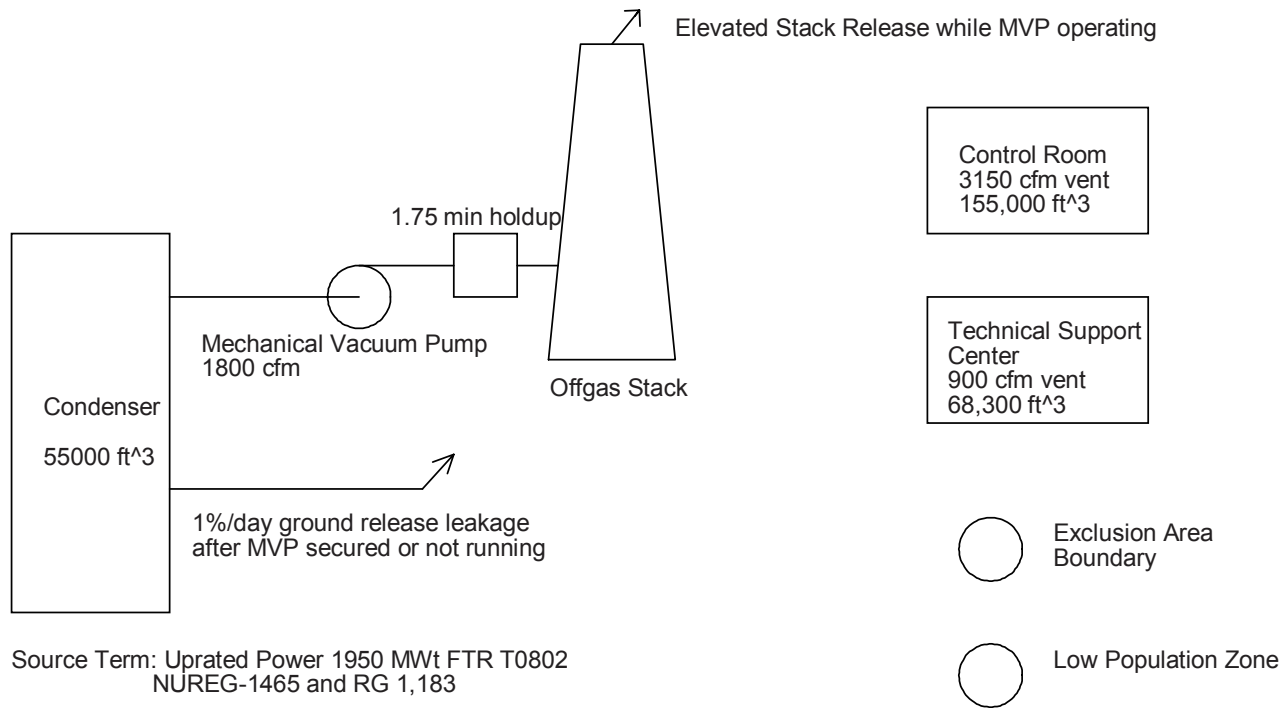 Elevated Stack Release while MVP operating
Control Room
3150 cfm vent
155,000 ft^3
1.75 min holdup
Mechanical Vacuum Pump
1800 cfm
Technical Support
Center
900 cfm vent
68,300 ft^3
Offgas Stack
Condenser
55000 ft^3
1%/day ground release leakage
after MVP secured or not running
Exclusion Area
Boundary
Low Population Zone
Source Term: Uprated Power 1950 MWt FTR T0802
NUREG-1465 and RG 1,183